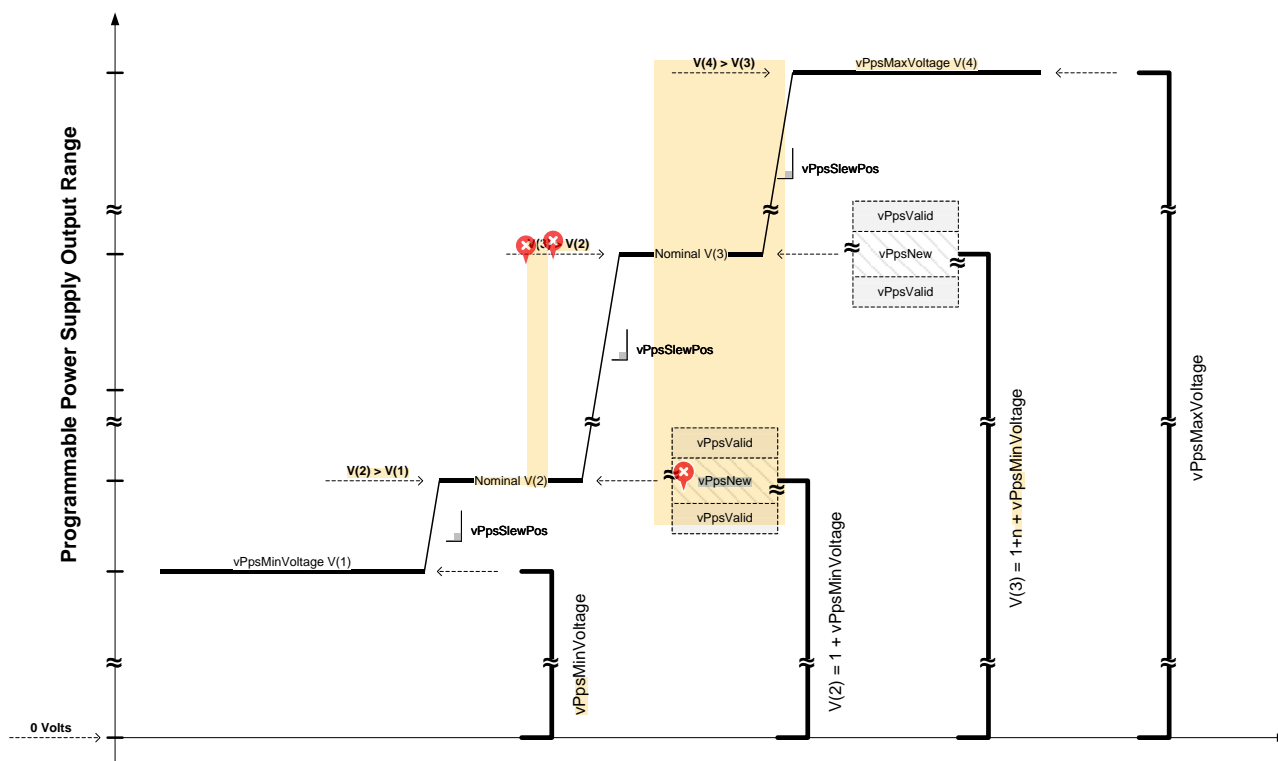 V(4) > V(3)
vPpsMaxVoltage V(4)
Programmable Power Supply Output Range
vPpsSlewPos
vPpsValid
V(3) > V(2)
Nominal V(3)
vPpsNew
vPpsValid
vPpsSlewPos
vPpsMaxVoltage
V(3) = 1+n + vPpsMinVoltage
vPpsValid
V(2) > V(1)
Nominal V(2)
vPpsNew
vPpsValid
vPpsSlewPos
vPpsMinVoltage V(1)
vPpsMinVoltage
V(2) = 1 + vPpsMinVoltage
0 Volts